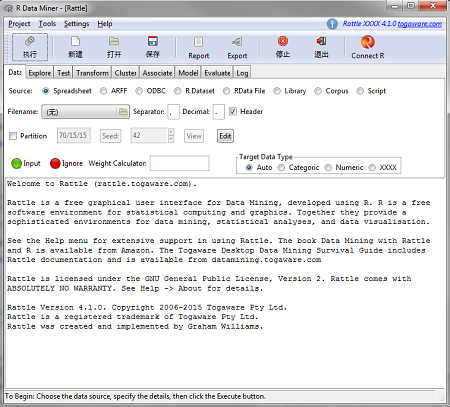 R Data Miner - [Rattle]
Project Tools Settings Help Rattle XXXX 4.1.0 togaware.com
执行 新建 打开 保存 Report Export 停止 退出 Connect R
Data Explore Test Transform Cluster Associate Model Evaluate Log
Source: Spreadsheet ARFF ODBC R Dataset RData File Library Corpus Script
Filename: (无) Separator: , Decimal: . Header
Partition 70/15/15 Seed: 42 View Edit
Input Ignore Weight Calculator: Target Data Type
Auto Categoric Numeric XXXX
Welcome to Rattle (rattle.togaware.com).
Rattle is a free graphical user interface for Data Mining, developed using R. R is a free
software environment for statistical computing and graphics. Together they provide a
sophisticated environments for data mining, statistical analyses, and data visualisation.
See the Help menu for extensive support in using Rattle. The book Data Mining with Rattle
and R is available from Amazon. The Togaware Desktop Data Mining Survival Guide includes
Rattle documentation and is available from datamining.togaware.com
Rattle is licensed under the GNU General Public License, Version 2. Rattle comes with
ABSOLUTELY NO WARRANTY. See Help -> About for details.
Rattle Version 4.1.0. Copyright 2006-2015 Togaware Pty Ltd.
Rattle is a registered trademark of Togaware Pty Ltd.
Rattle was created and implemented by Graham Williams.
To Begin: Choose the data source, specify the details, then click the Execute button.